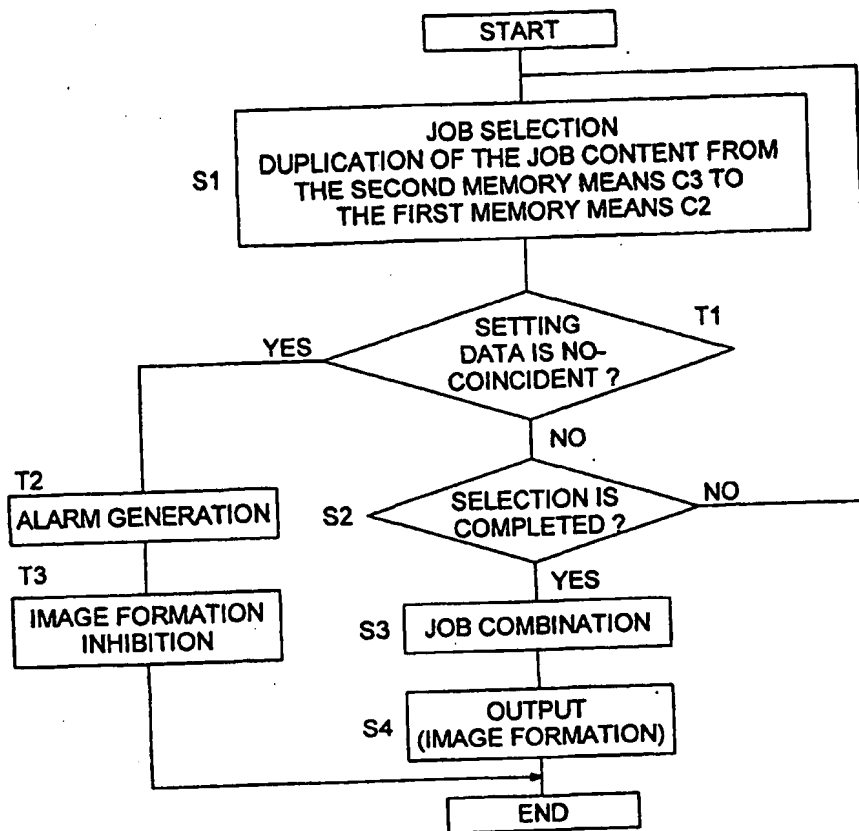 START
JOB SELECTION
DUPLICATION OF THE JOB CONTENT FROM
THE SECOND MEMORY MEANS C3 TO
THE FIRST MEMORY MEANS C2
S1
SETTING
DATA IS NO-
COINCIDENT ?
T1
YES
NO
T2
ALARM GENERATION
S2
SELECTION IS
COMPLETED ?
NO
T3
IMAGE FORMATION
INHIBITION
YES
S3
JOB COMBINATION
S4
OUTPUT
(IMAGE FORMATION)
END